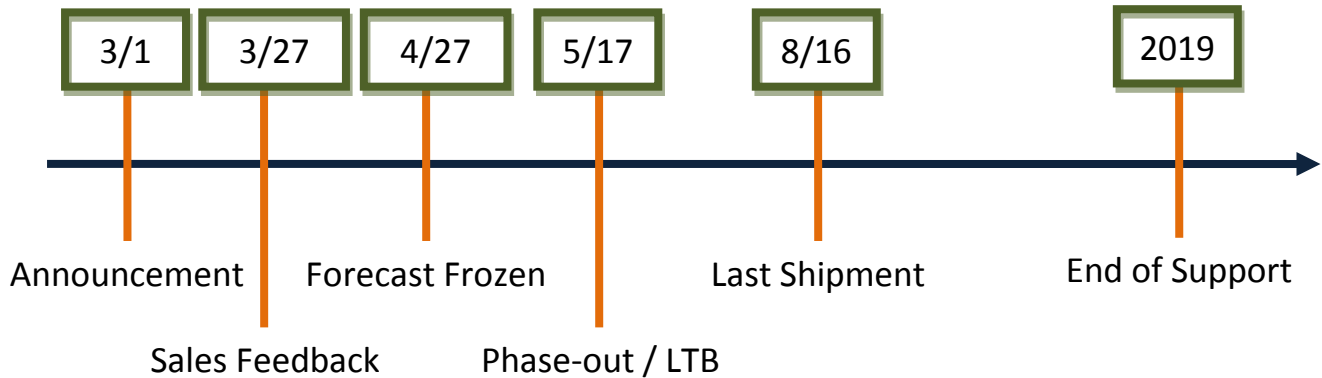 3/1 3/27 4/27 5/17 8/16 2019
Announcement Forecast Frozen Last Shipment End of Support
Sales Feedback Phase-out / LTB